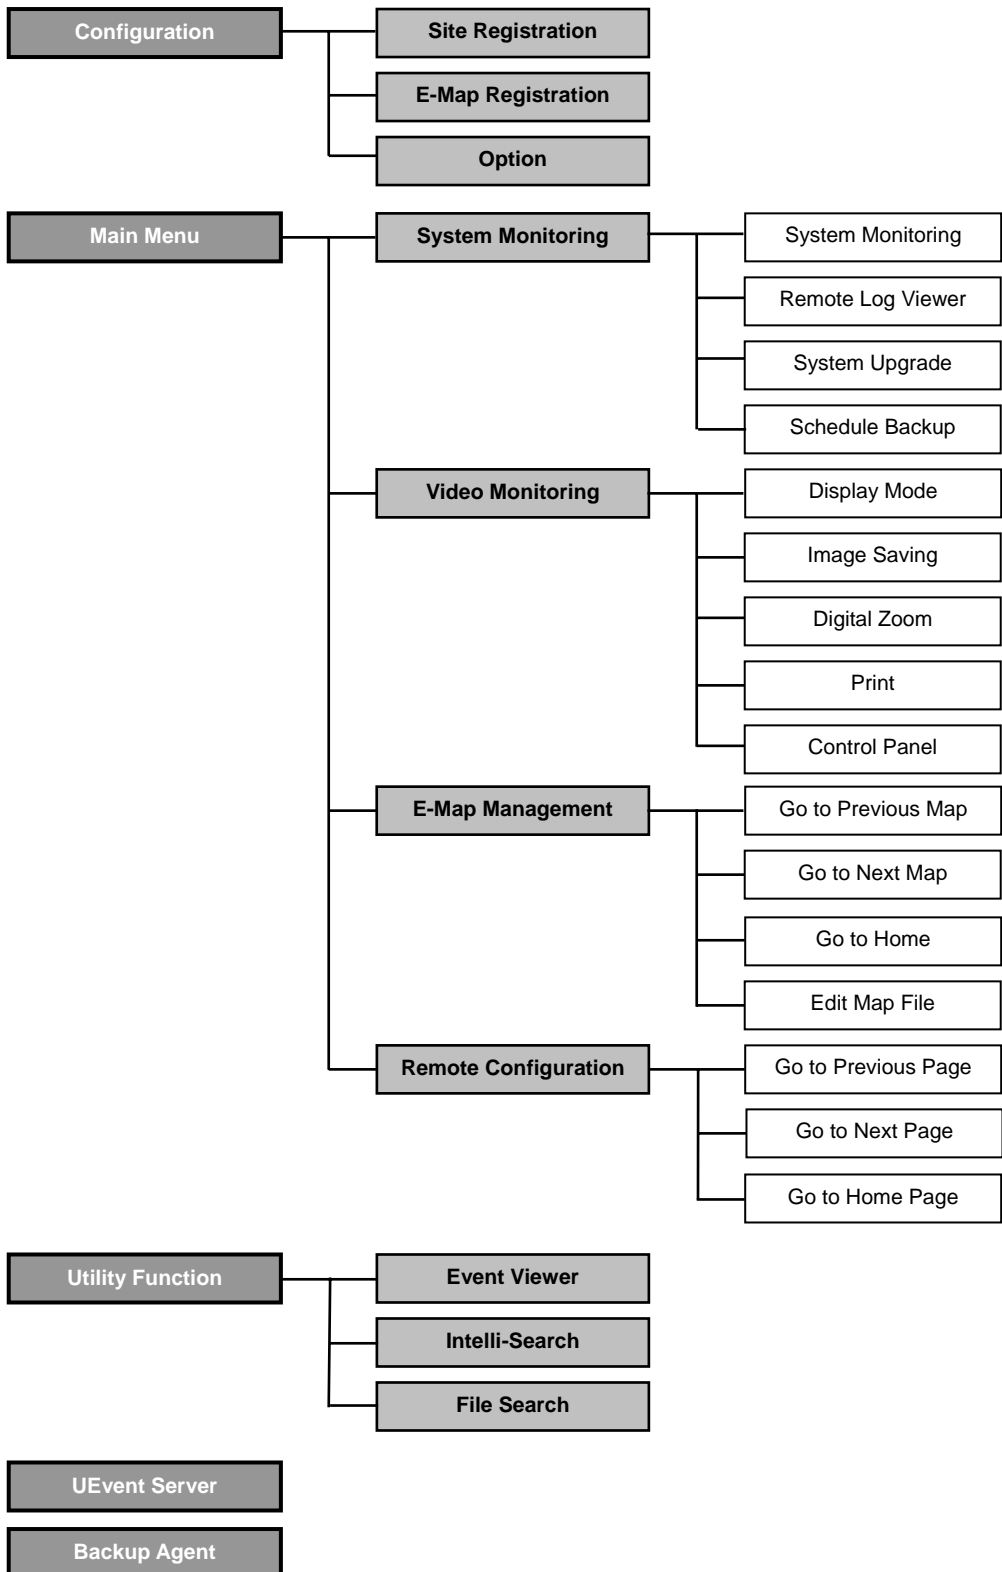 Configuration
Site Registration
E-Map Registration
Option
Main Menu
System Monitoring
System Monitoring
Remote Log Viewer
System Upgrade
Schedule Backup
Video Monitoring
Display Mode
Image Saving
Digital Zoom
Print
Control Panel
E-Map Management
Go to Previous Map
Go to Next Map
Go to Home
Edit Map File
Remote Configuration
Go to Previous Page
Go to Next Page
Go to Home Page
Utility Function
Event Viewer
Intelli-Search
File Search
UEvent Server
Backup Agent